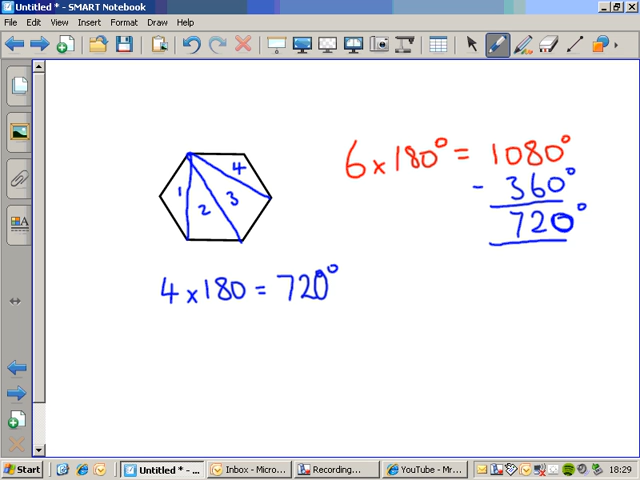 Untitled * - SMART Notebook
File Edit View Insert Format Draw Help
6 x 180° = 1080°
- 360°
720°
1 2 3 4
4 x 180 = 720°
Start Untitled * - ... Inbox - Micro... Recording... YouTube - Mr... 18:29